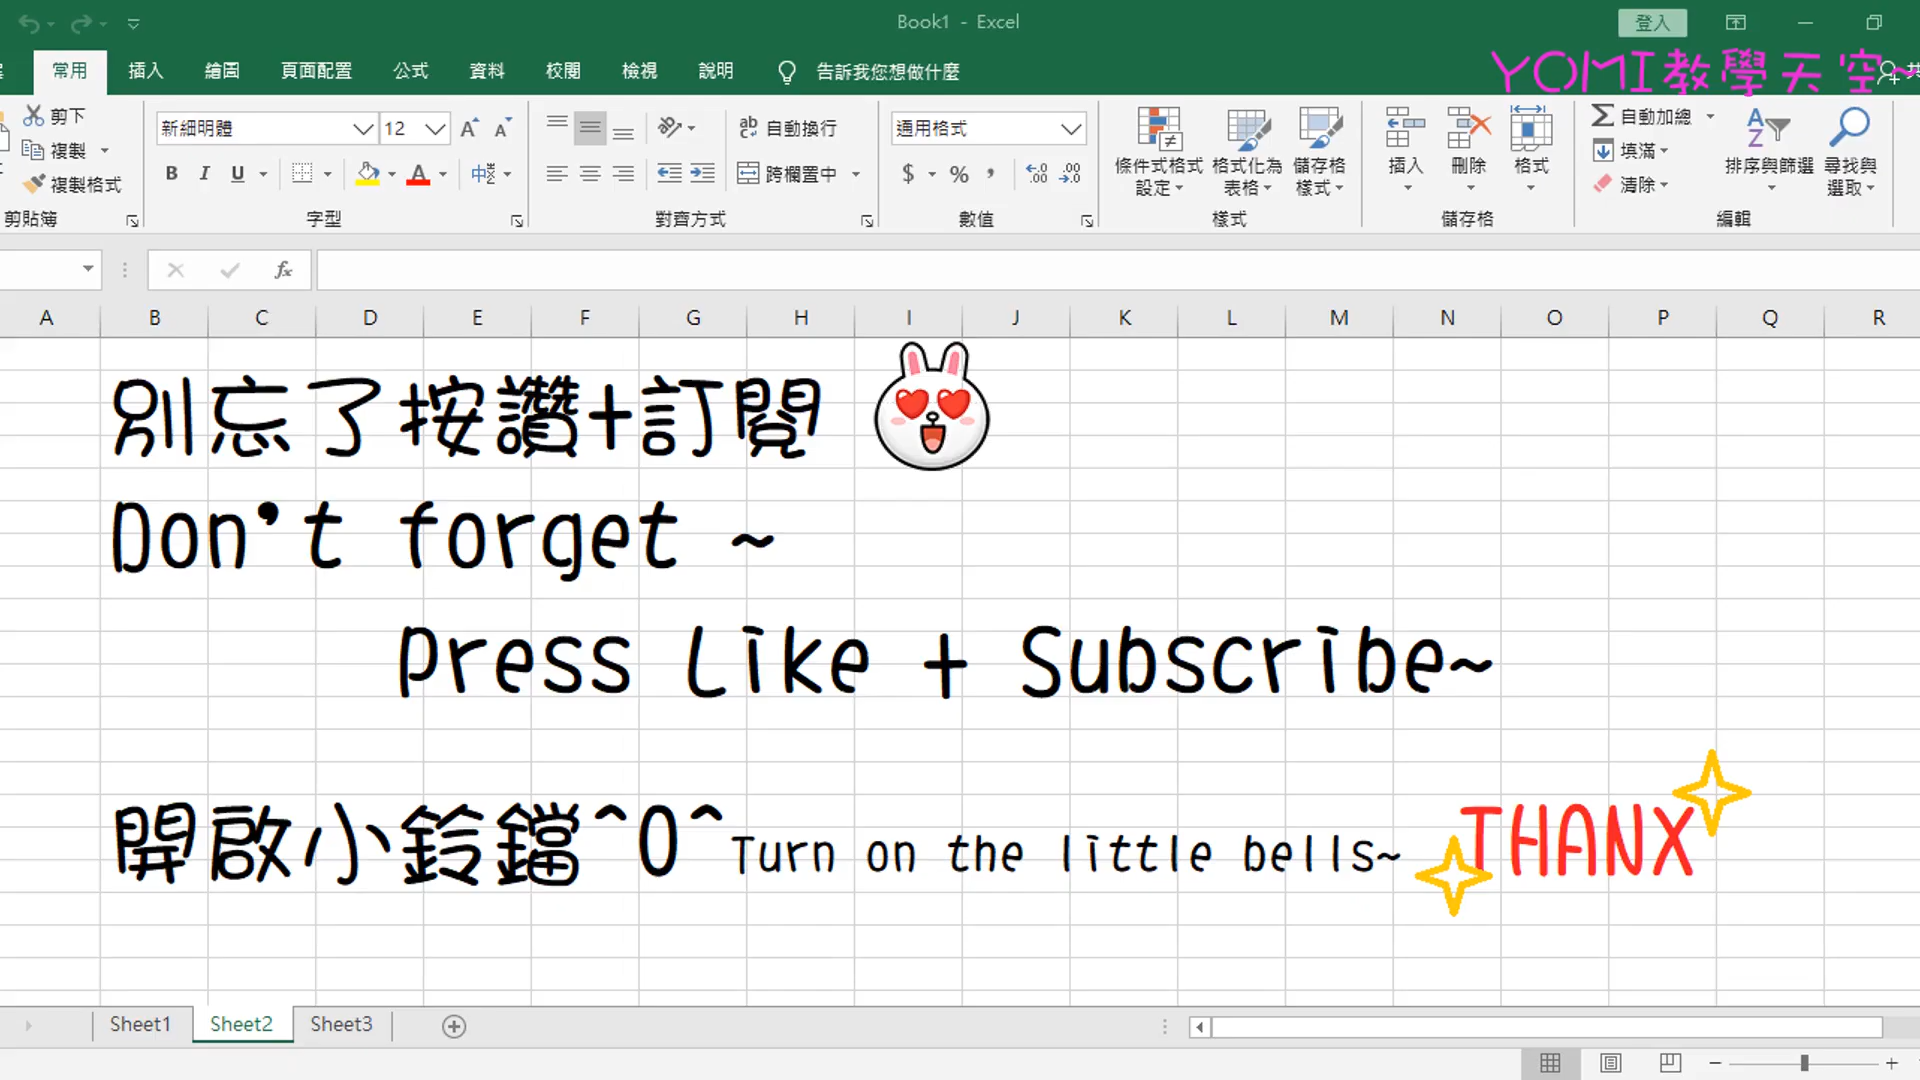 Book1 - Excel
登入
常用 插入 繪圖 頁面配置 公式 資料 校閱 檢視 說明 告訴我您想做什麼
YOMI教學天空~
剪下
複製
複製格式
剪貼簿
新細明體 12
B I U A 中
字型
ab 自動換行
跨欄置中
對齊方式
通用格式
$ % , .00 .00
數值
條件式格式設定
格式化為表格
儲存格樣式
樣式
插入 刪除 格式
儲存格
自動加總
填滿
清除
排序與篩選
尋找與選取
編輯
fx
A B C D E F G H I J K L M N O P Q R
別忘了按讚+訂閱
Don't forget ~
Press Like + Subscribe~
開啟小鈴鐺^0^Turn on the little bells~ THANX
Sheet1 Sheet2 Sheet3